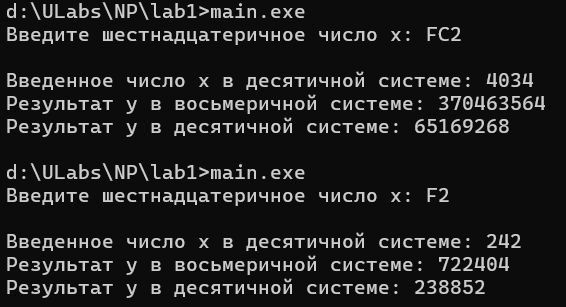 d:\ULabs\NP\lab1>main.exe
Введите шестнадцатеричное число x: FC2
Введенное число x в десятичной системе: 4034
Результат y в восьмеричной системе: 370463564
Результат y в десятичной системе: 65169268
d:\ULabs\NP\lab1>main.exe
Введите шестнадцатеричное число x: F2
Введенное число x в десятичной системе: 242
Результат y в восьмеричной системе: 722404
Результат y в десятичной системе: 238852